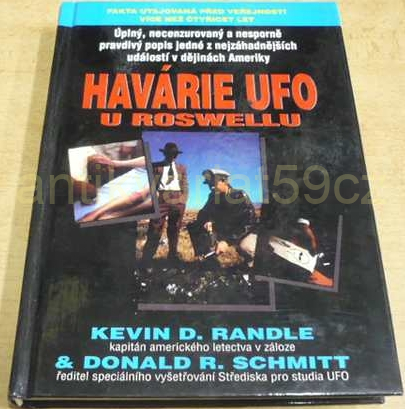 FAKTA UTAJOVANÁ PŘED VEŘEJNOSTÍ
VÍCE NEŽ ČTYŘICET LET
Úplný, necenzurovaný a nesporně
pravdivý popis jedné z nejzáhadnějších
událostí v dějinách Ameriky
HAVÁRIE UFO
U ROSWELLU
KEVIN D. RANDLE
kapitán amerického letectva v záloze
& DONALD R. SCHMITT
ředitel speciálního vyšetřování Střediska pro studia UFO